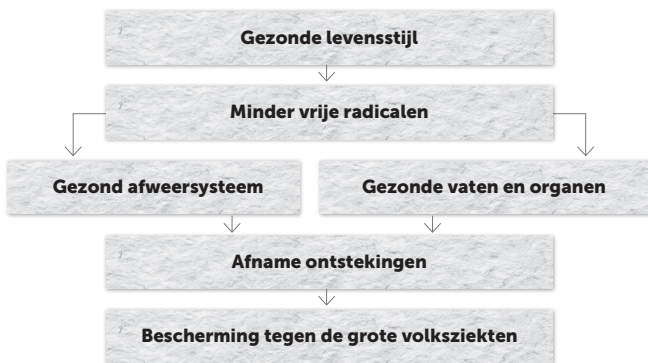 Gezonde levensstijl
Minder vrije radicalen
Gezond afweersysteem
Gezonde vaten en organen
Afname ontstekingen
Bescherming tegen de grote volksziekten